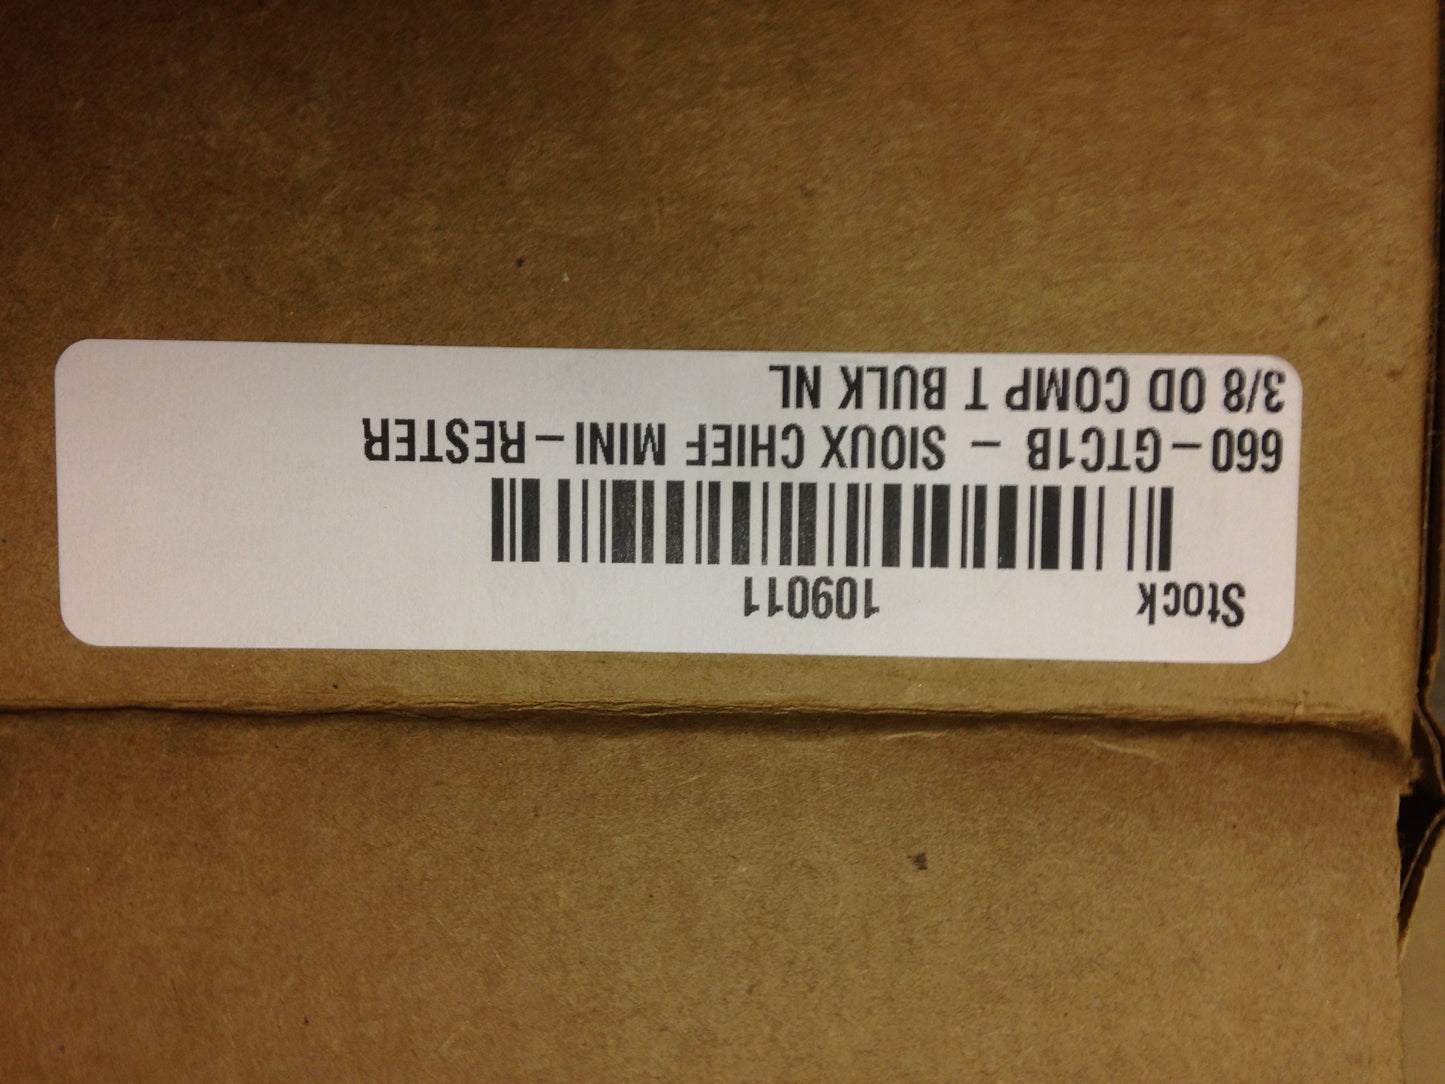 Stock 109011
660-GTC1B - SIOUX CHIEF MINI-RESTER
3/8 OD COMP T BULK NL